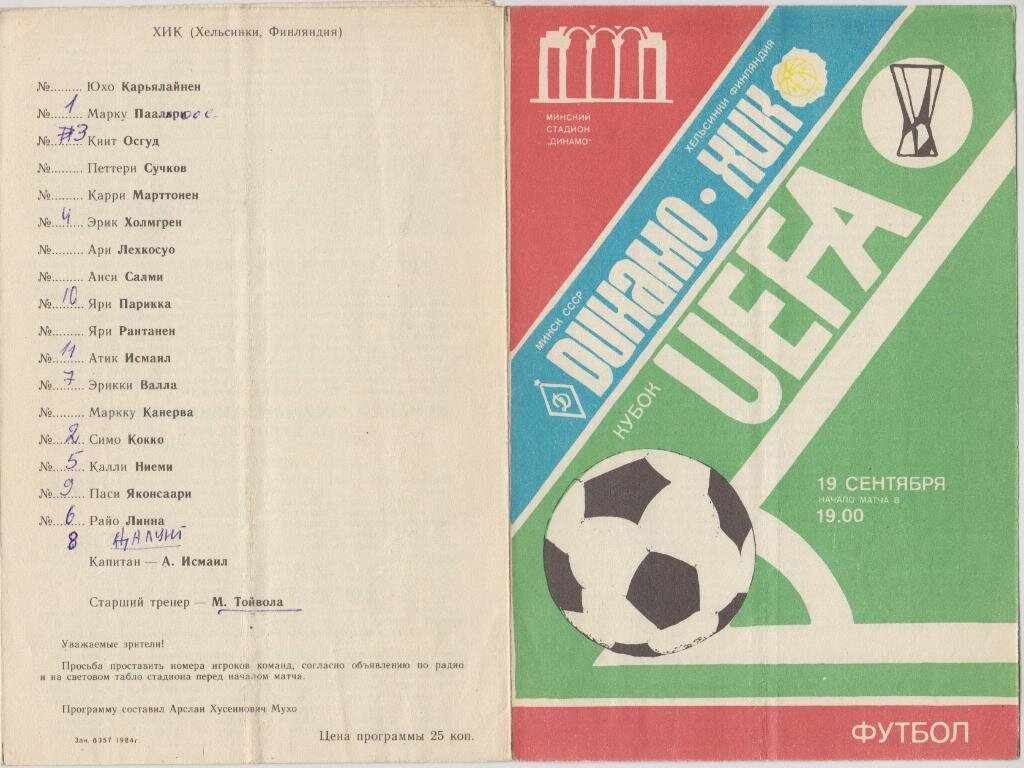 ХИК (Хельсинки, Финляндия)
№......... Юхо Карьялайнен
№... 1 ... Марку Палаярви
№... #3 ... Книт Осгуд
№......... Петтери Сучков
№......... Карри Марттонен
№... 4 ... Эрик Холмгрен
№......... Ари Лехкосуо
№......... Анси Салми
№... 10 ... Яри Парикка
№......... Яри Рантанен
№... 11 ... Атик Исмаил
№... 7 ... Эрикки Валла
№......... Маркку Канерва
№... 2 ... Симо Кокко
№... 5 ... Калли Ниеми
№... 9 ... Паси Яконсаари
№... 6 ... Райо Линна
8
Капитан — А. Исмаил
Старший тренер — М. Тойвола
Уважаемые зрители!
Просьба проставить номера игроков команд, согласно объявлению по радио
и на световом табло стадиона перед началом матча.
Программу составил Арслан Хусеинович Мухо
Зак. 8357 1984г.
Цена программы 25 коп.
МИНСКИЙ
СТАДИОН
„ДИНАМО"
МИНСК СССР
ХЕЛЬСИНКИ ФИНЛЯНДИЯ
ДИНАМО • ХИК
КУБОК
UEFA
19 СЕНТЯБРЯ
НАЧАЛО МАТЧА В
19.00
ФУТБОЛ